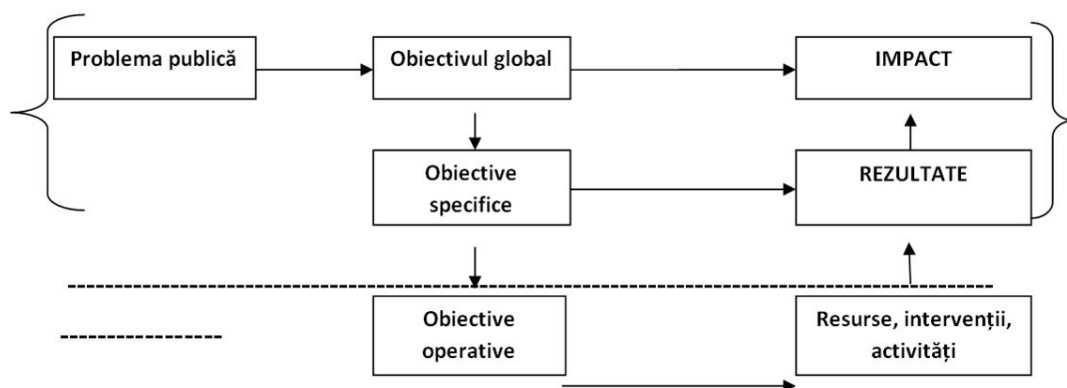 Problema publică
Obiectivul global
IMPACT
Obiective
specifice
REZULTATE
Obiective
operative
Resurse, intervenții,
activități